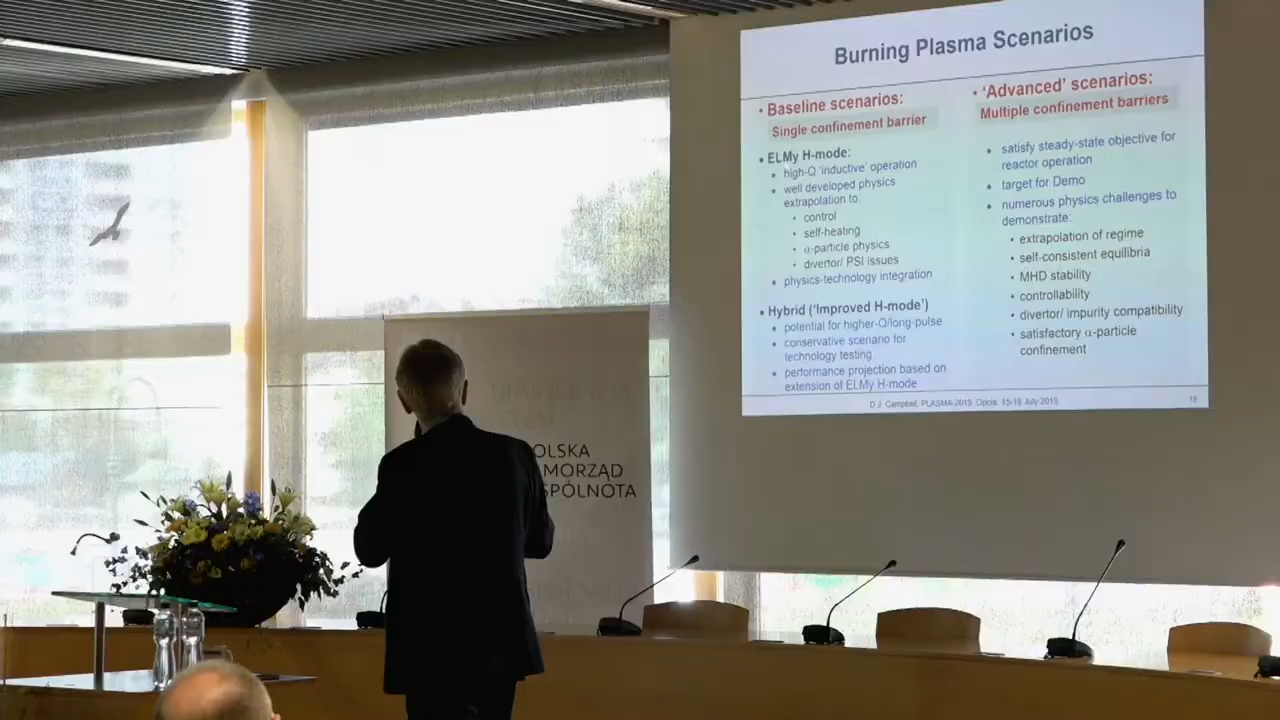 Burning Plasma Scenarios
• Baseline scenarios:
Single confinement barrier
• ELMy H-mode:
• high-Q 'inductive' operation
• well developed physics
extrapolation to:
• control
• self-heating
• α-particle physics
• divertor/ PSI issues
• physics-technology integration
• Hybrid ('Improved H-mode')
• potential for higher-Q/long-pulse
• conservative scenario for
technology testing
• performance projection based on
extension of ELMy H-mode
• 'Advanced' scenarios:
Multiple confinement barriers
• satisfy steady-state objective for
reactor operation
• target for Demo
• numerous physics challenges to
demonstrate:
• extrapolation of regime
• self-consistent equilibria
• MHD stability
• controllability
• divertor/ impurity compatibility
• satisfactory α-particle
confinement
D J Campbell, PLASMA-2019, Opole, 15-19 July 2019
OLSKA
MORZĄD
SPÓLNOTA